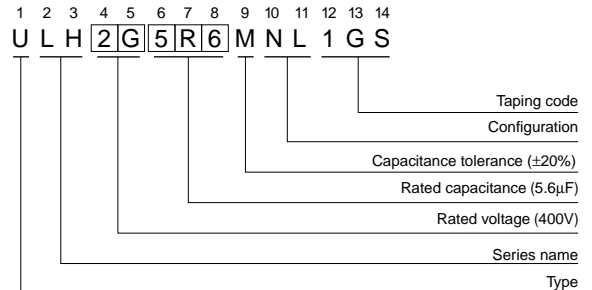 1 2 3 4 5 6 7 8 9 10 11 12 13 14
U L H 2 G 5 R 6 M N L 1 G S
Taping code
Configuration
Capacitance tolerance (±20%)
Rated capacitance (5.6μF)
Rated voltage (400V)
Series name
Type